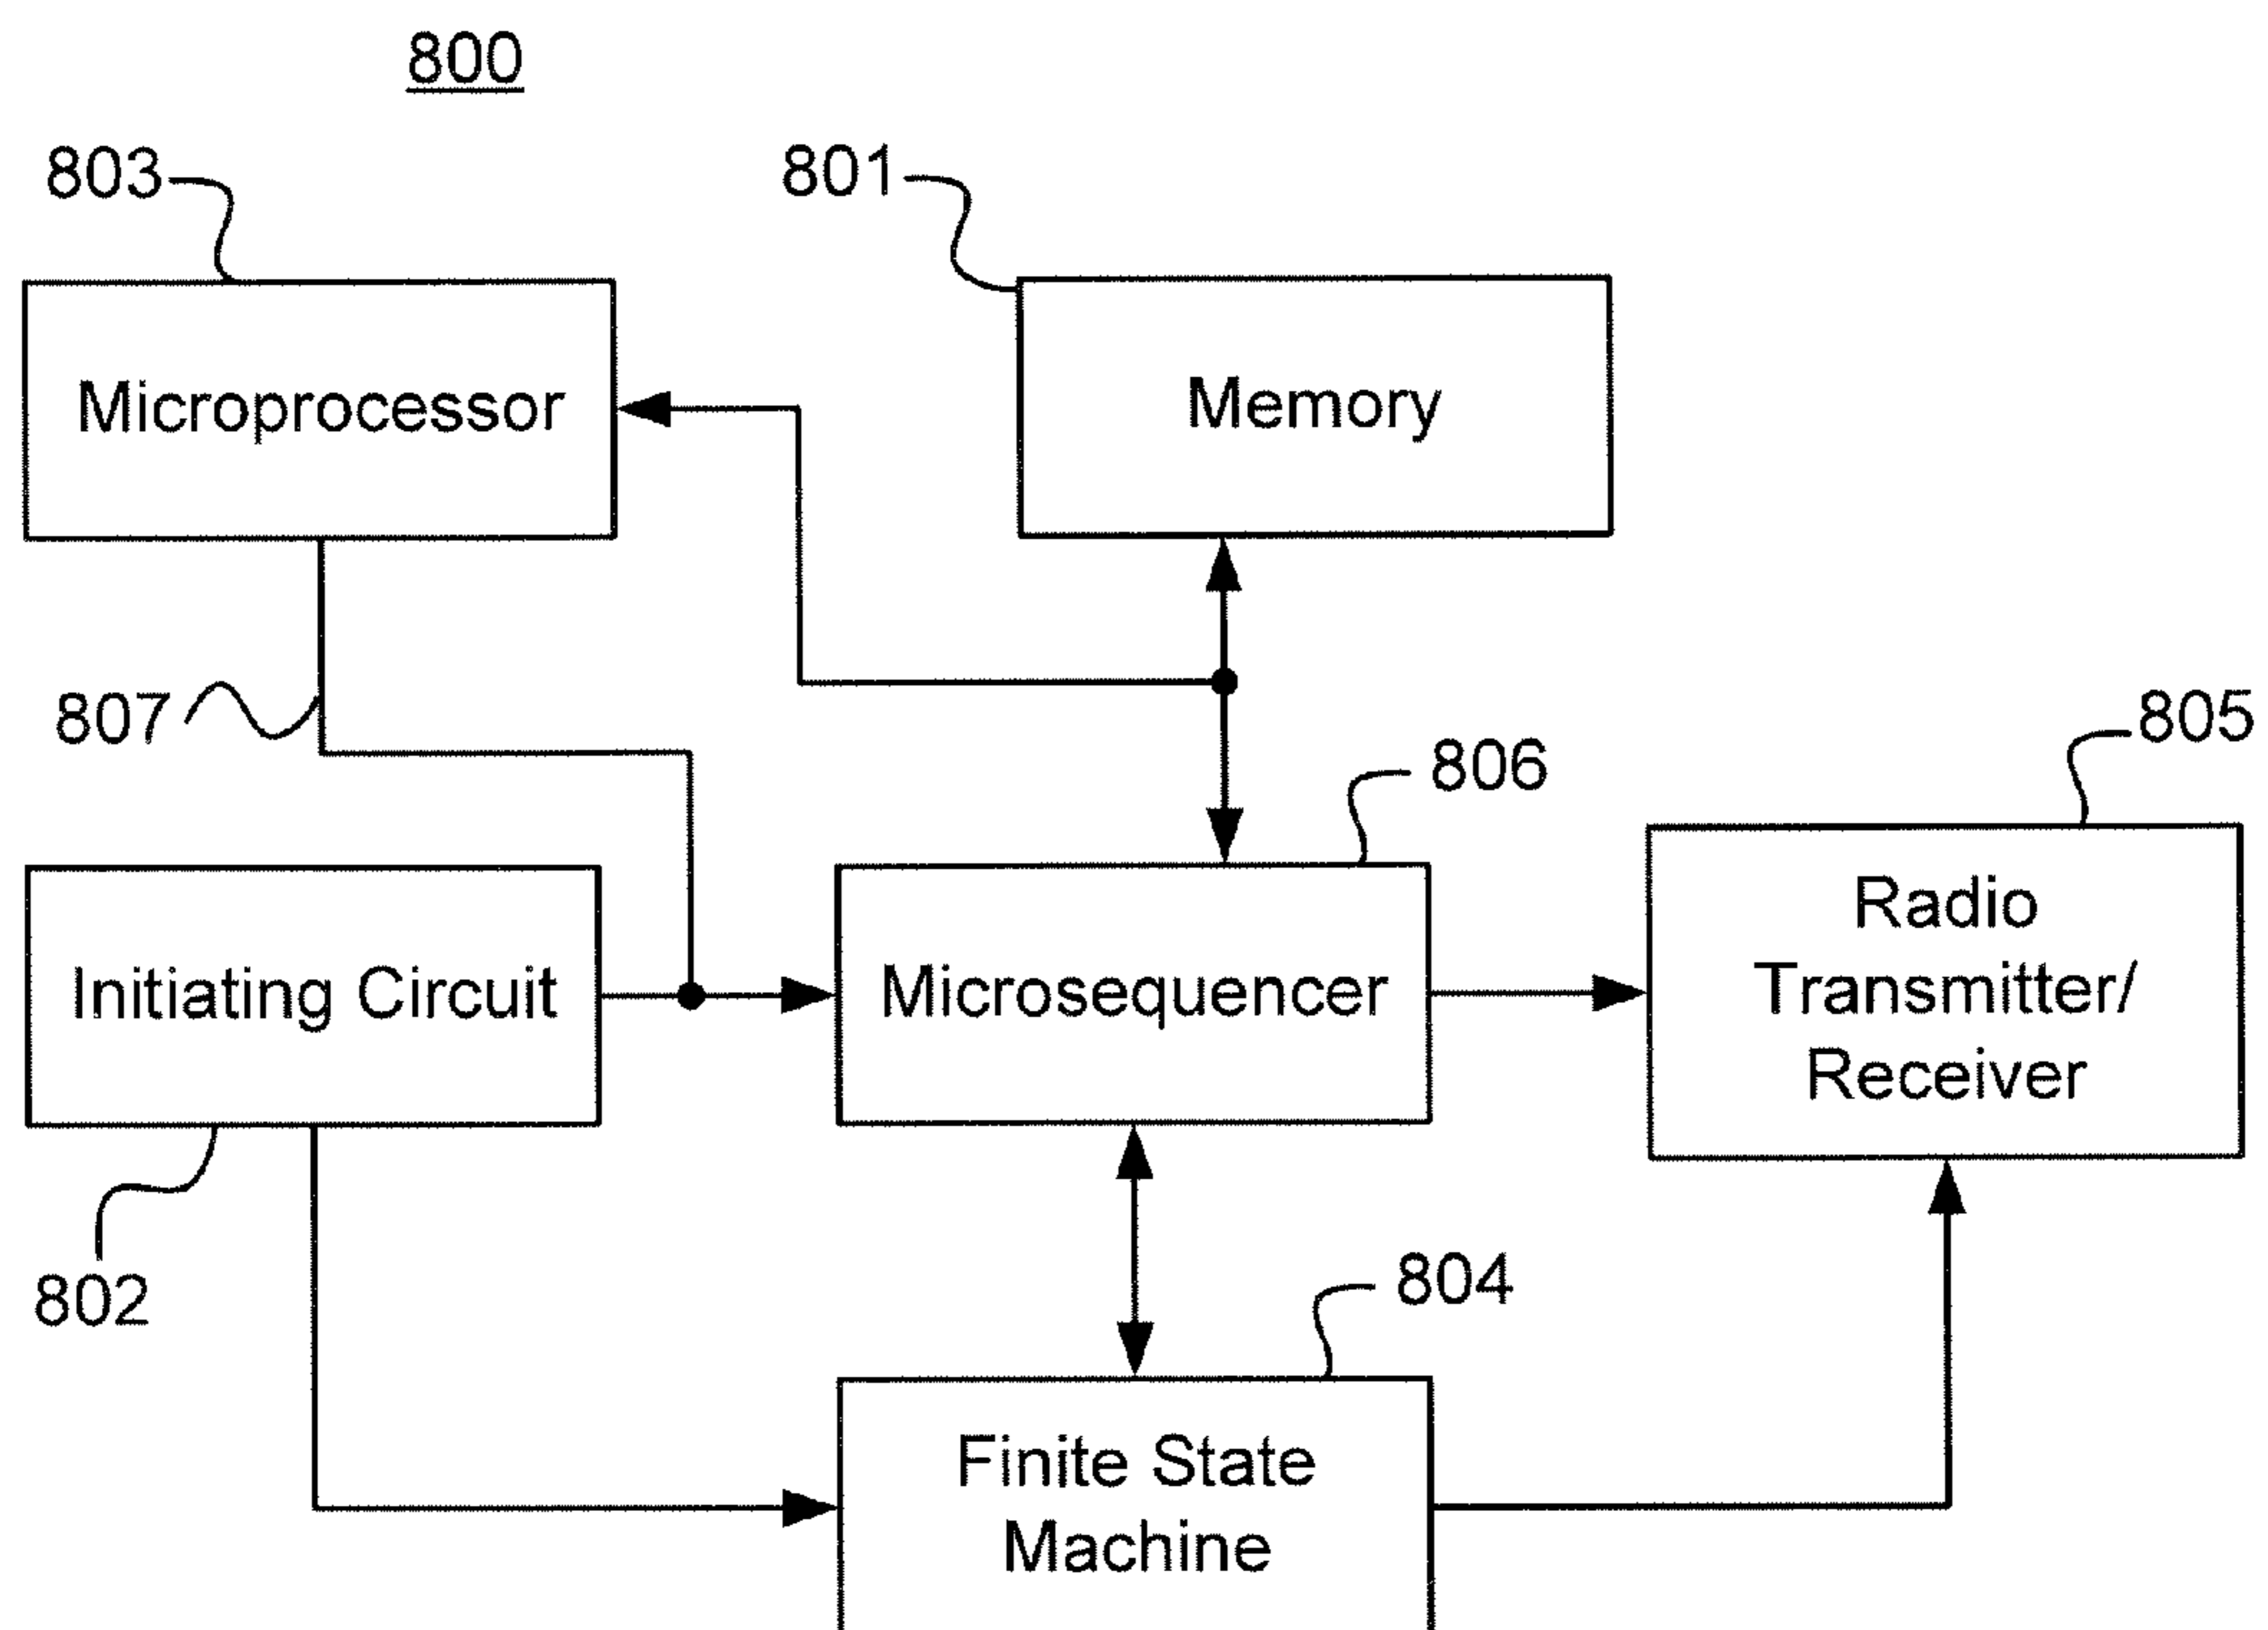 800
803
801
Microprocessor
Memory
807
806
805
Initiating Circuit
Microsequencer
Radio
Transmitter/
Receiver
802
804
Finite State
Machine